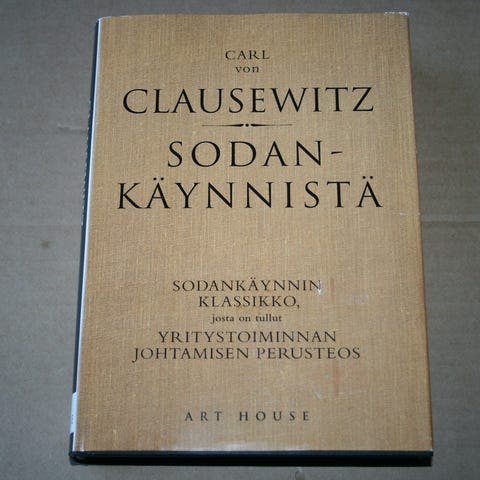 CARL
von
CLAUSEWITZ
SODAN-
KÄYNNISTÄ
SODANKÄYNNIN
KLASSIKKO,
josta on tullut
YRITYSTOIMINNAN
JOHTAMISEN PERUSTEOS
ART HOUSE